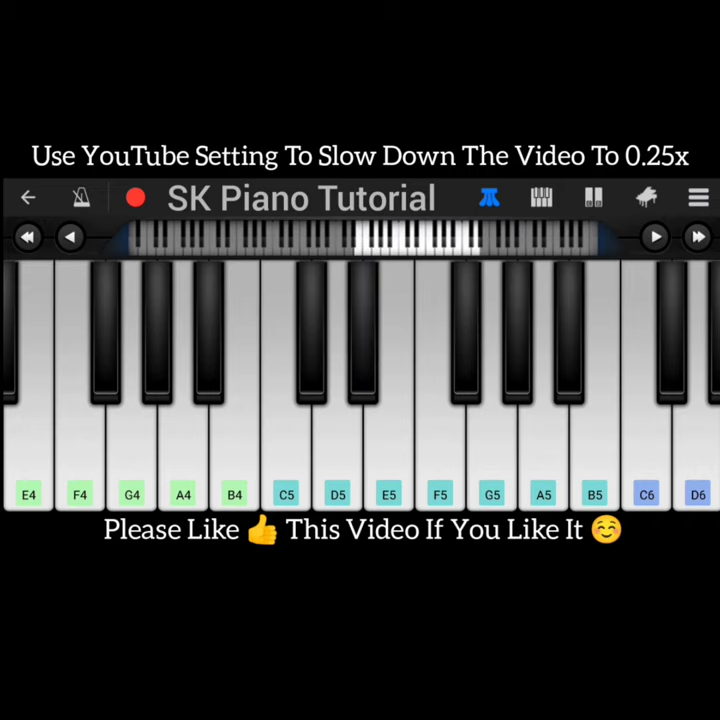 Use YouTube Setting To Slow Down The Video To 0.25x
SK Piano Tutorial
E4 F4 G4 A4 B4 C5 D5 E5 F5 G5 A5 B5 C6 D6
Please Like 👍 This Video If You Like It ☺️